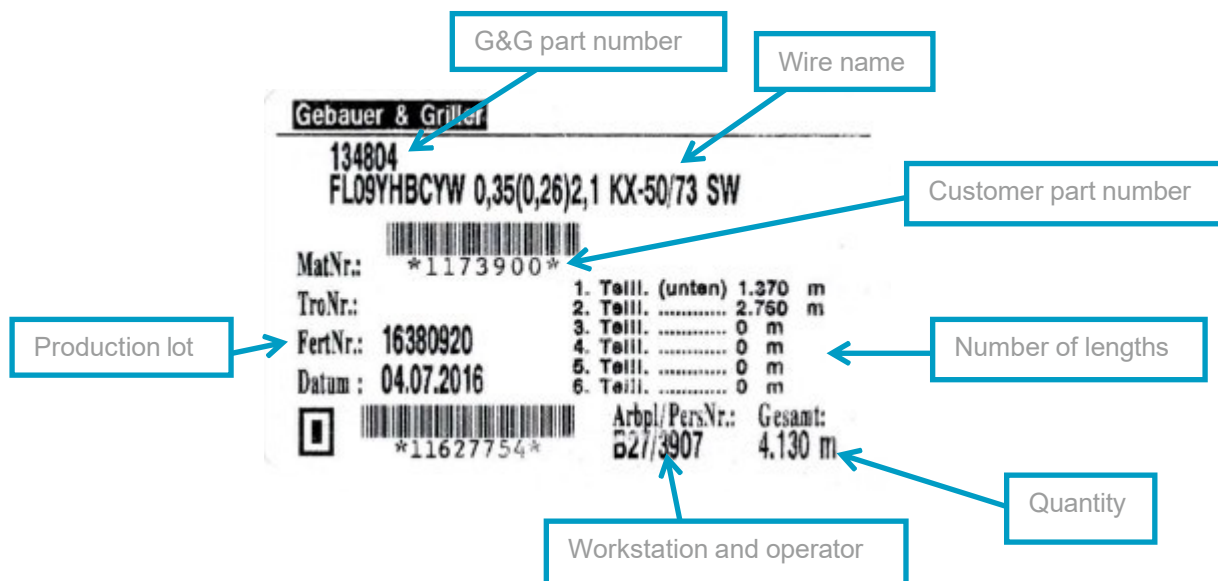 G&G part number
Wire name
Gebauer & Griller
134804
FL09YHBCYW 0,35(0,26)2,1 KX-50/73 SW
Customer part number
MatNr.: *1173900*
1. Teill. (unten) 1.370 m
TroNr.:
2. Teill. ............ 2.760 m
3. Teill. ............ 0 m
Production lot
FertNr.: 16380920
4. Teill. ............ 0 m
Number of lengths
5. Teill. ............ 0 m
Datum : 04.07.2016
6. Teill. ............ 0 m
Arbpl/PersNr.: Gesamt:
*11627754*
B27/3907 4.130 m
Quantity
Workstation and operator